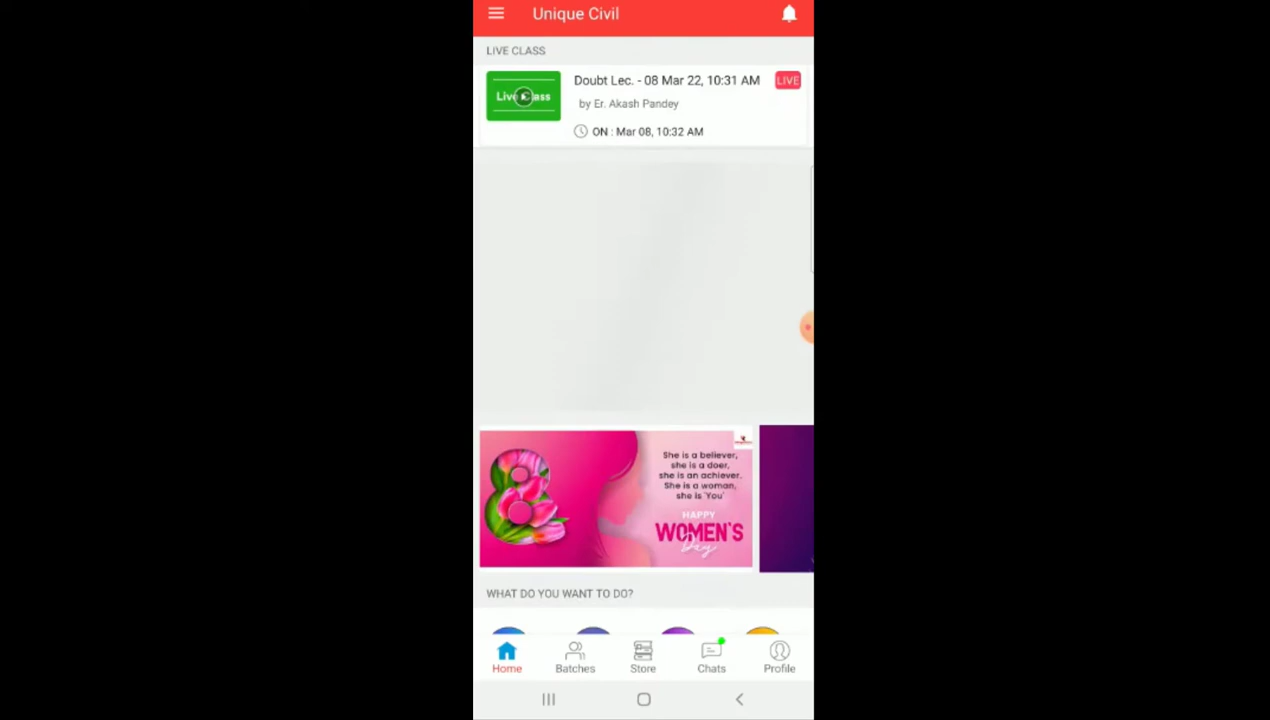 Unique Civil
LIVE CLASS
Live Class
Doubt Lec. - 08 Mar 22, 10:31 AM
LIVE
by Er. Akash Pandey
ON : Mar 08, 10:32 AM
She is a believer,
she is a doer,
she is an achiever.
She is a woman,
she is 'You'
HAPPY
WOMEN'S
Day
8
WHAT DO YOU WANT TO DO?
Home
Batches
Store
Chats
Profile